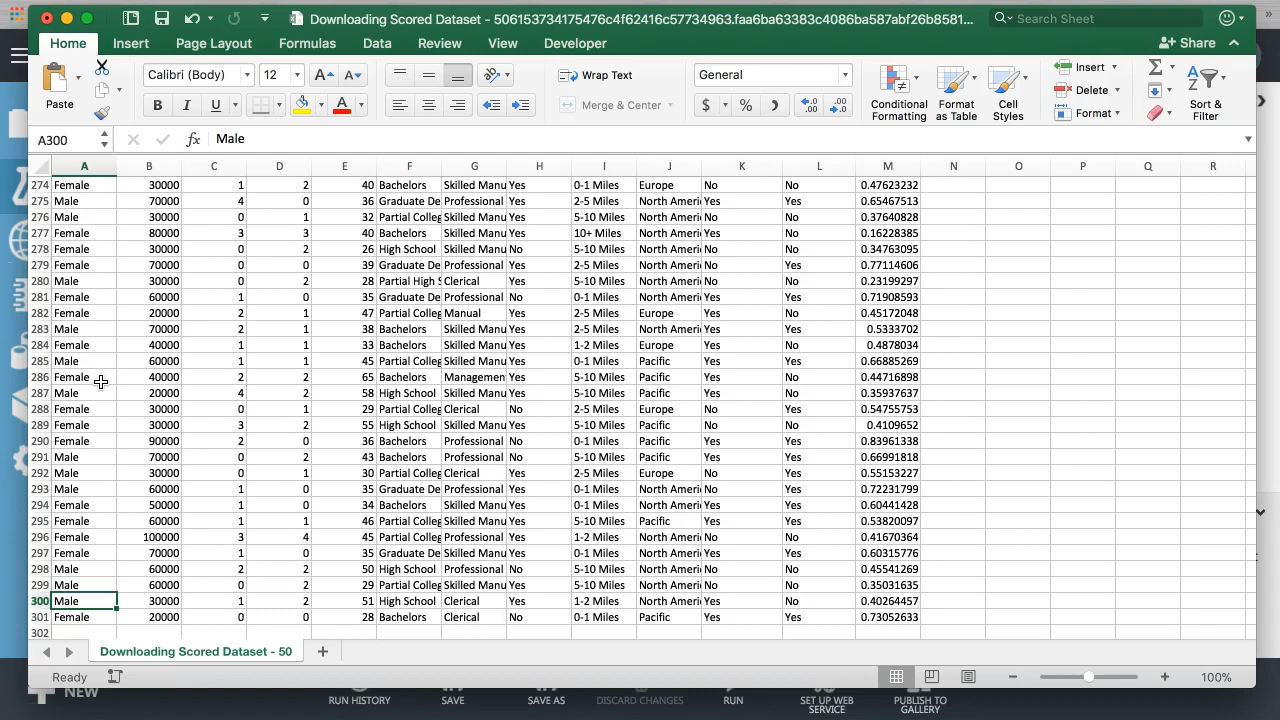 Downloading Scored Dataset - 506153734175476c4f62416c57734963.faa6ba63383c4086ba587abf26b8581...
Search Sheet
Home Insert Page Layout Formulas Data Review View Developer Share
Paste
Calibri (Body) 12
B I U
Wrap Text
Merge & Center
General
$ %
Conditional Formatting
Format as Table
Cell Styles
Insert
Delete
Format
Sort & Filter
A300 fx Male
A B C D E F G H I J K L M N O P Q R
274 Female 30000 1 2 40 Bachelors Skilled Manu Yes 0-1 Miles Europe No No 0.47623232
275 Male 70000 4 0 36 Graduate De Professional Yes 2-5 Miles North Ameri Yes Yes 0.65467513
276 Male 30000 0 1 32 Partial Colleg Skilled Manu Yes 5-10 Miles North Ameri No No 0.37640828
277 Female 80000 3 3 40 Bachelors Skilled Manu Yes 10+ Miles North Ameri Yes No 0.16228385
278 Female 30000 0 2 26 High School Skilled Manu No 5-10 Miles North Ameri No No 0.34763095
279 Female 70000 0 0 39 Graduate De Professional Yes 2-5 Miles North Ameri No Yes 0.77114606
280 Male 30000 0 2 28 Partial High S Clerical Yes 5-10 Miles North Ameri No No 0.23199297
281 Female 60000 1 0 35 Graduate De Professional No 0-1 Miles North Ameri Yes Yes 0.71908593
282 Female 20000 2 1 47 Partial Colleg Manual Yes 2-5 Miles Europe Yes No 0.45172048
283 Male 70000 2 1 38 Bachelors Skilled Manu Yes 2-5 Miles North Ameri Yes Yes 0.5333702
284 Female 40000 1 1 33 Bachelors Skilled Manu Yes 1-2 Miles Europe Yes No 0.4878034
285 Male 60000 1 1 45 Partial Colleg Skilled Manu Yes 0-1 Miles Pacific Yes Yes 0.66885269
286 Female 40000 2 2 65 Bachelors Managemen Yes 5-10 Miles Pacific Yes No 0.44716898
287 Male 20000 4 2 58 High School Skilled Manu Yes 5-10 Miles Pacific Yes No 0.35937637
288 Female 30000 0 1 29 Partial Colleg Clerical No 2-5 Miles Europe No Yes 0.54755753
289 Female 30000 3 2 55 High School Skilled Manu Yes 5-10 Miles Pacific No No 0.4109652
290 Female 90000 2 0 36 Bachelors Professional No 0-1 Miles Pacific Yes Yes 0.83961338
291 Male 70000 0 2 43 Bachelors Professional No 5-10 Miles Pacific No Yes 0.66991818
292 Male 30000 0 1 30 Partial Colleg Clerical Yes 2-5 Miles Europe No Yes 0.55153227
293 Male 60000 1 0 35 Graduate De Professional Yes 0-1 Miles North Ameri No Yes 0.72231799
294 Female 50000 1 0 34 Bachelors Skilled Manu Yes 0-1 Miles North Ameri Yes Yes 0.60441428
295 Female 60000 1 1 46 Partial Colleg Skilled Manu Yes 5-10 Miles Pacific Yes Yes 0.53820097
296 Female 100000 3 4 45 Partial Colleg Professional Yes 1-2 Miles North Ameri No No 0.41670364
297 Female 70000 1 0 35 Graduate De Skilled Manu Yes 0-1 Miles North Ameri Yes Yes 0.60315776
298 Male 60000 2 2 50 High School Professional Yes 5-10 Miles North Ameri Yes No 0.45541269
299 Male 60000 0 2 29 Partial Colleg Skilled Manu Yes 5-10 Miles North Ameri No No 0.35031635
300 Male 30000 1 2 51 High School Clerical Yes 1-2 Miles North Ameri Yes No 0.40264457
301 Female 20000 0 0 28 Bachelors Clerical No 0-1 Miles Pacific Yes Yes 0.73052633
302
Downloading Scored Dataset - 50
Ready 100%
NEW RUN HISTORY SAVE SAVE AS DISCARD CHANGES RUN SET UP WEB SERVICE PUBLISH TO GALLERY